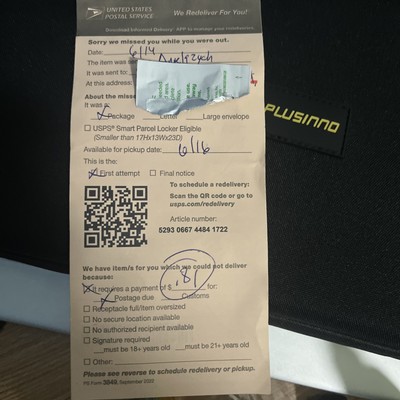 UNITED STATES
POSTAL SERVICE
We Redeliver For You!
Download Informed Delivery® APP to manage your redelivery
Sorry we missed you while you were out.
Date: 6/14
The item was sen
It was sent to:
At this address:
About the miss
It was a:
Package Letter Large envelope
USPS® Smart Parcel Locker Eligible
(Smaller than 17Hx13Wx23D)
Available for pickup date: 6/16
This is the:
First attempt Final notice
To schedule a redelivery:
Scan the QR code or go to
usps.com/redelivery
Article number:
5293 0667 4484 1722
We have item/s for you which we could not deliver
because:
It requires a payment of $ .81 for:
Postage due Customs
Receptacle full/item oversized
No secure location available
No authorized recipient available
Signature required
must be 18+ years old must be 21+ years old
Other:
Please see reverse to schedule redelivery or pickup.
PS Form 3849, September 2022
PLUSINNO